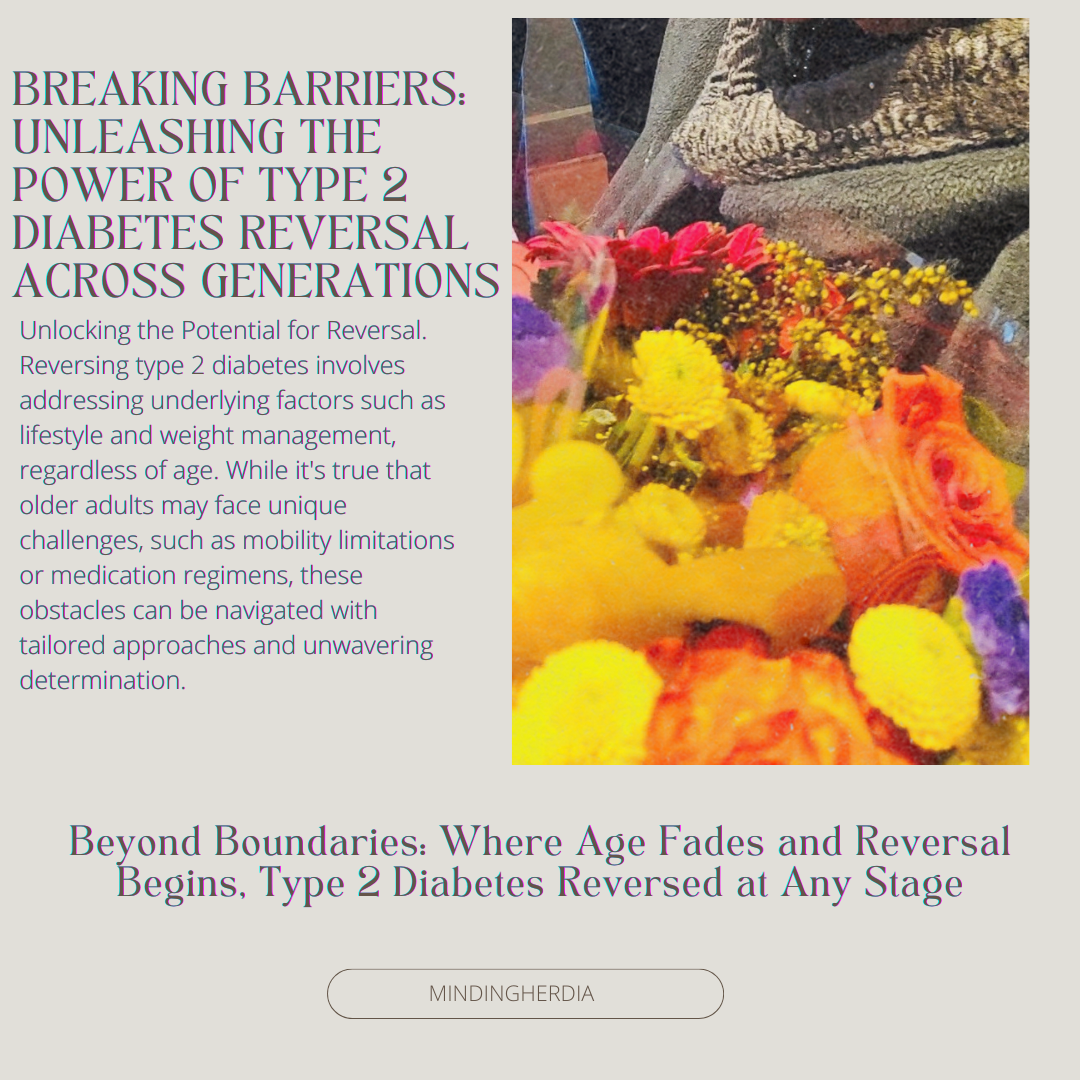 BREAKING BARRIERS:
UNLEASHING THE
POWER OF TYPE 2
DIABETES REVERSAL
ACROSS GENERATIONS
Unlocking the Potential for Reversal.
Reversing type 2 diabetes involves
addressing underlying factors such as
lifestyle and weight management,
regardless of age. While it's true that
older adults may face unique
challenges, such as mobility limitations
or medication regimens, these
obstacles can be navigated with
tailored approaches and unwavering
determination.
Beyond Boundaries: Where Age Fades and Reversal
Begins, Type 2 Diabetes Reversed at Any Stage
MINDINGHERDIA